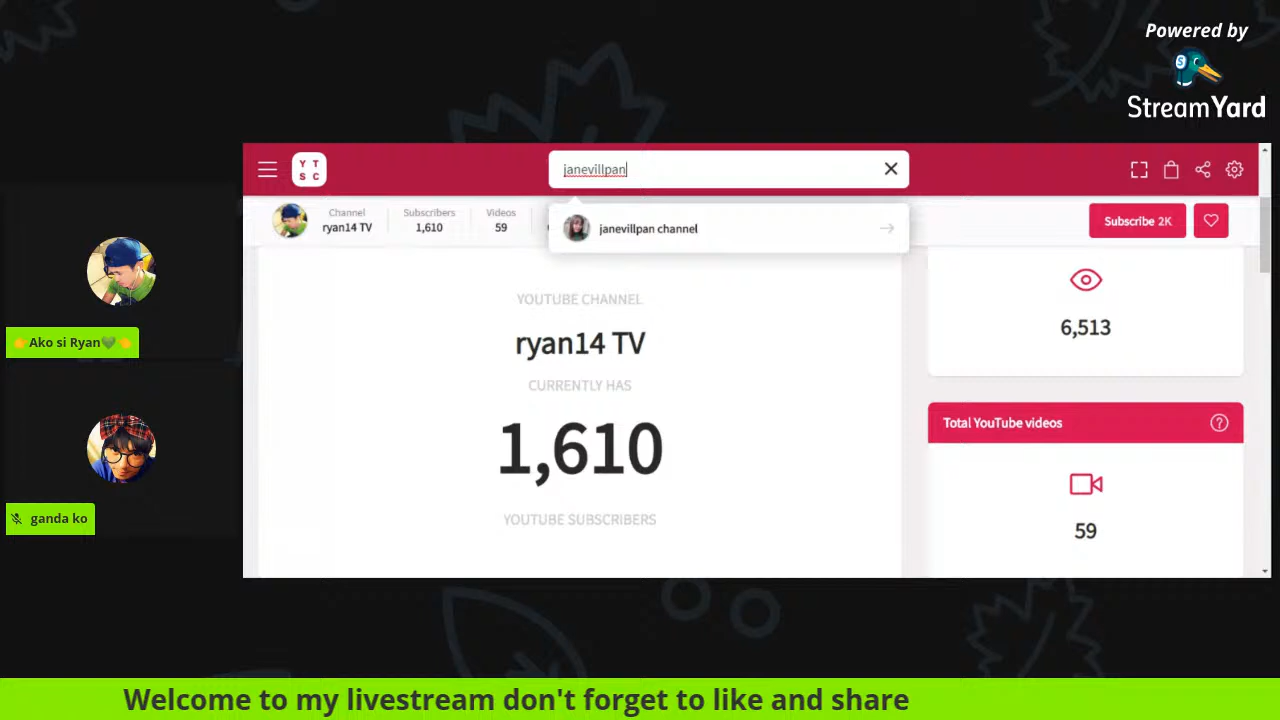 Powered by
StreamYard
Y T
S C
janevillpan
Channel
ryan14 TV
Subscribers
1,610
Videos
59
janevillpan channel
Subscribe 2K
YOUTUBE CHANNEL
ryan14 TV
CURRENTLY HAS
1,610
YOUTUBE SUBSCRIBERS
6,513
Total YouTube videos
59
👉Ako si Ryan💚👈
ganda ko
Welcome to my livestream don't forget to like and share